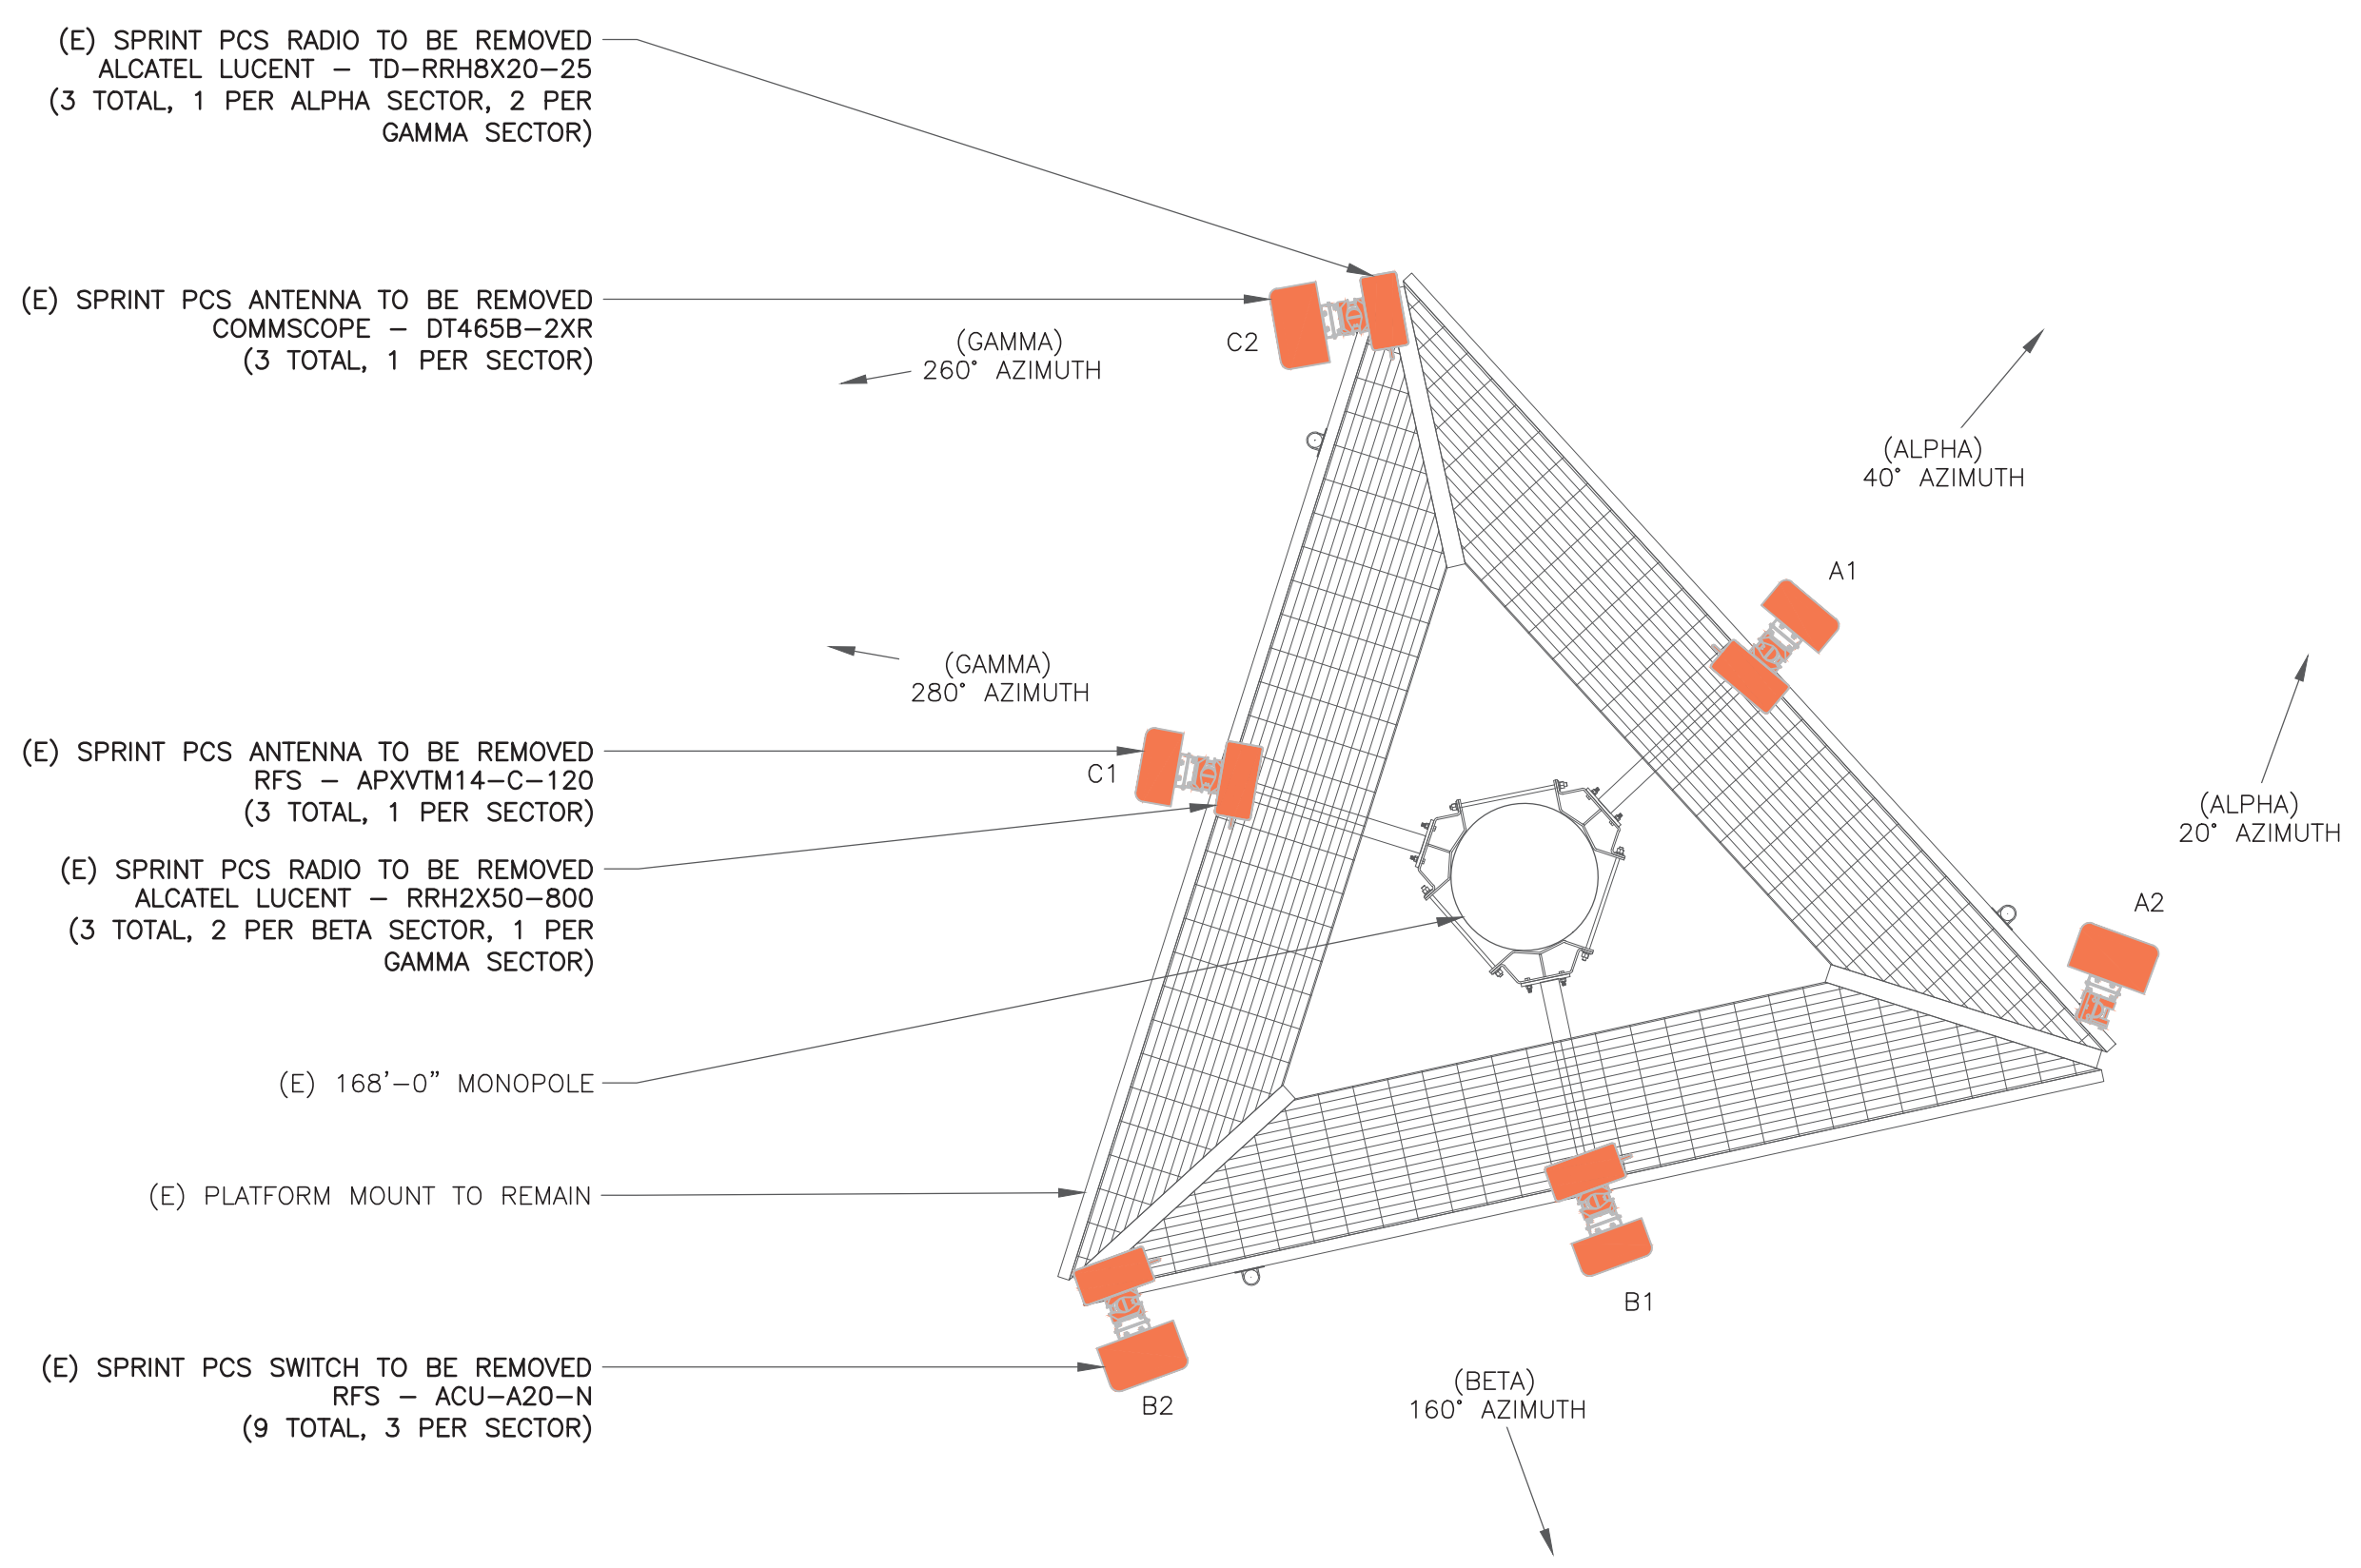 (E) SPRINT PCS RADIO TO BE REMOVED
ALCATEL LUCENT – TD–RRH8X20–25
(3 TOTAL, 1 PER ALPHA SECTOR, 2 PER
GAMMA SECTOR)
(E) SPRINT PCS ANTENNA TO BE REMOVED
COMMSCOPE – DT465B–2XR
(3 TOTAL, 1 PER SECTOR)
C2
(GAMMA)
260° AZIMUTH
(ALPHA)
40° AZIMUTH
A1
(GAMMA)
280° AZIMUTH
(E) SPRINT PCS ANTENNA TO BE REMOVED
RFS – APXVTM14–C–120
(3 TOTAL, 1 PER SECTOR)
C1
(ALPHA)
20° AZIMUTH
A2
(E) SPRINT PCS RADIO TO BE REMOVED
ALCATEL LUCENT – RRH2X50–800
(3 TOTAL, 2 PER BETA SECTOR, 1 PER
GAMMA SECTOR)
(E) 168'–0" MONOPOLE
(E) PLATFORM MOUNT TO REMAIN
B1
(E) SPRINT PCS SWITCH TO BE REMOVED
RFS – ACU–A20–N
(9 TOTAL, 3 PER SECTOR)
B2
(BETA)
160° AZIMUTH